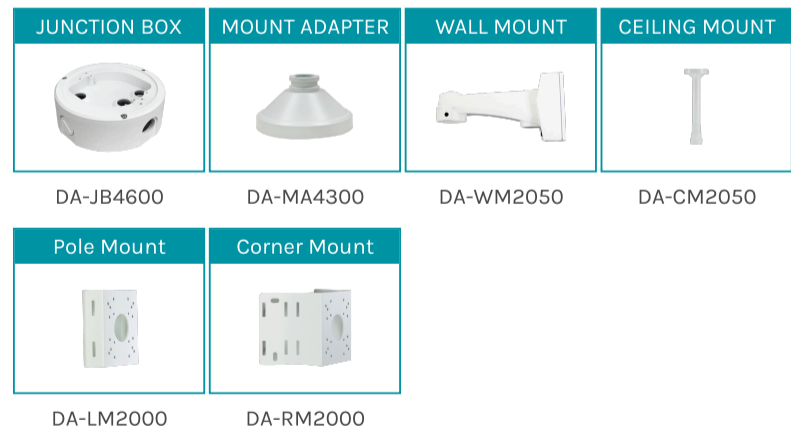 JUNCTION BOX
MOUNT ADAPTER
WALL MOUNT
CEILING MOUNT
DA-JB4600
DA-MA4300
DA-WM2050
DA-CM2050
Pole Mount
Corner Mount
DA-LM2000
DA-RM2000